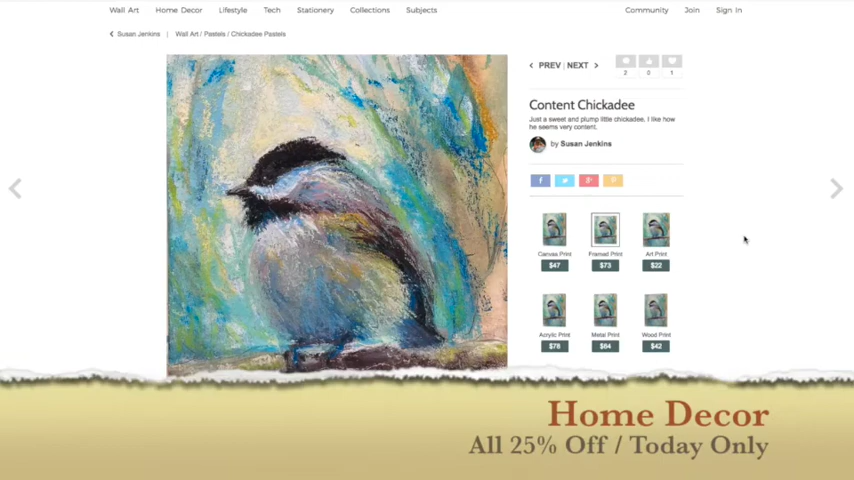 Wall Art Home Decor Lifestyle Tech Stationery Collections Subjects Community Join Sign In
Susan Jenkins | Wall Art / Pastels / Chickadee Pastels
PREV | NEXT
2 0 1
Content Chickadee
Just a sweet and plump little chickadee, I like how
he seems very content.
by Susan Jenkins
Canvas Print Framed Print Art Print
$47 $73 $22
Acrylic Print Metal Print Wood Print
$78 $84 $42
Home Decor
All 25% Off / Today Only